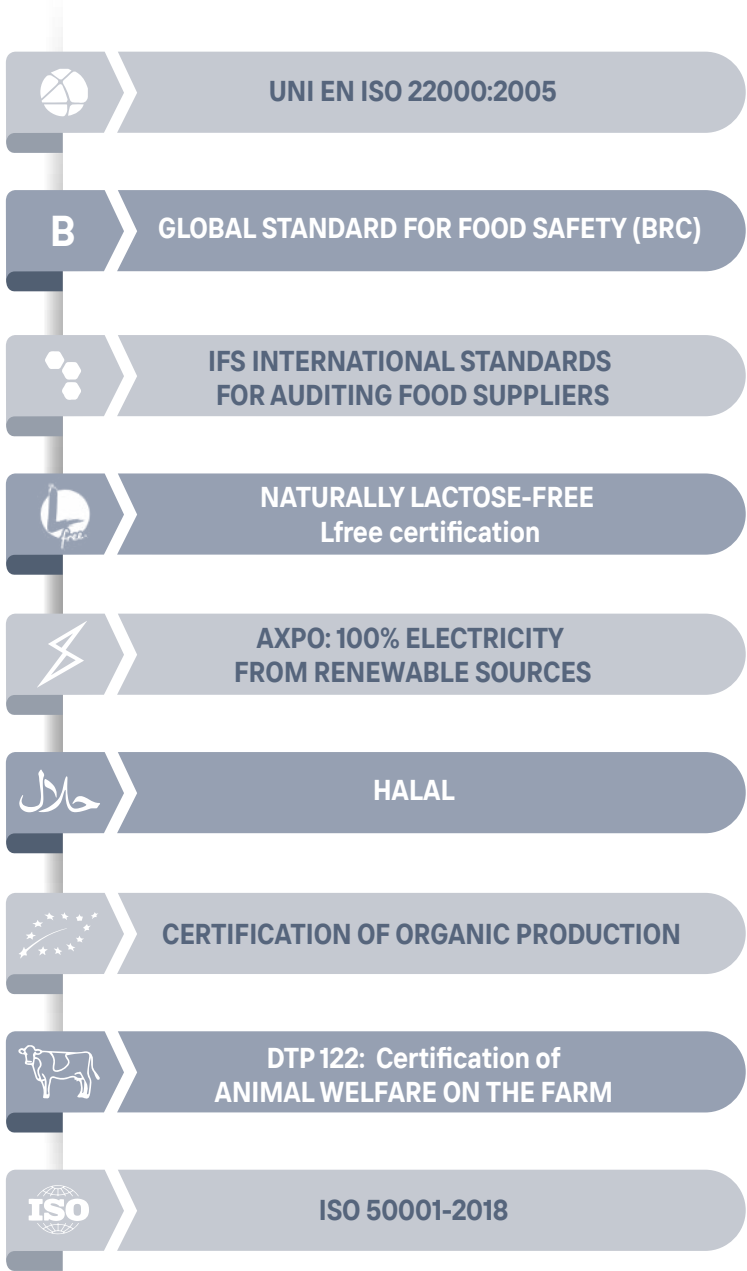 UNI EN ISO 22000:2005
B
GLOBAL STANDARD FOR FOOD SAFETY (BRC)
IFS INTERNATIONAL STANDARDS
FOR AUDITING FOOD SUPPLIERS
L
free.
NATURALLY LACTOSE-FREE
Lfree certification
AXPO: 100% ELECTRICITY
FROM RENEWABLE SOURCES
حلال
HALAL
CERTIFICATION OF ORGANIC PRODUCTION
DTP 122: Certification of
ANIMAL WELFARE ON THE FARM
ISO
ISO 50001-2018